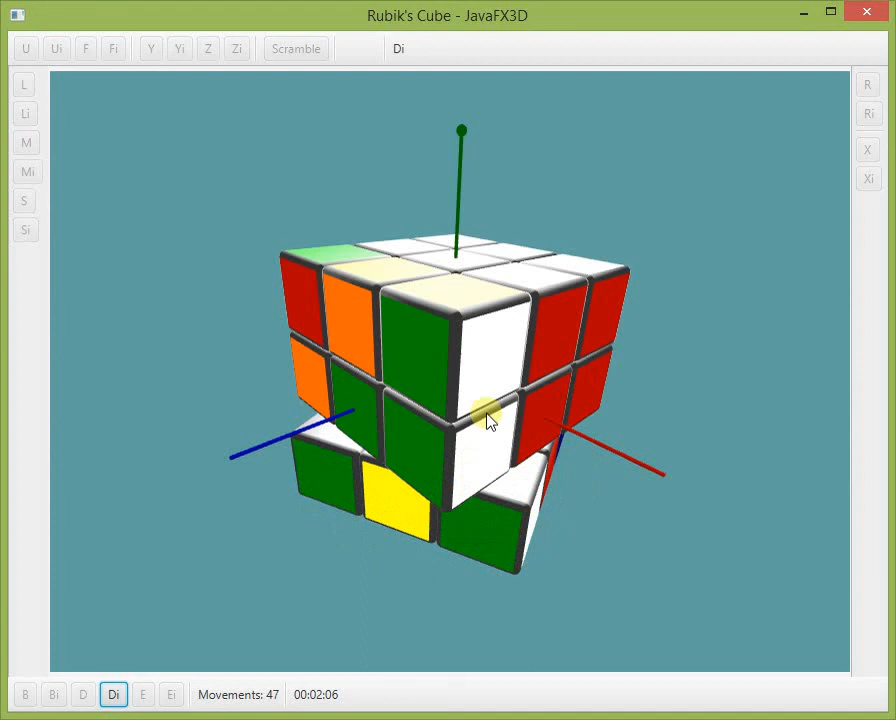 Rubik's Cube - JavaFX3D
U Ui F Fi Y Yi Z Zi Scramble Di
L
Li
M
Mi
S
Si
R
Ri
X
Xi
B Bi D Di E Ei Movements: 47 00:02:06